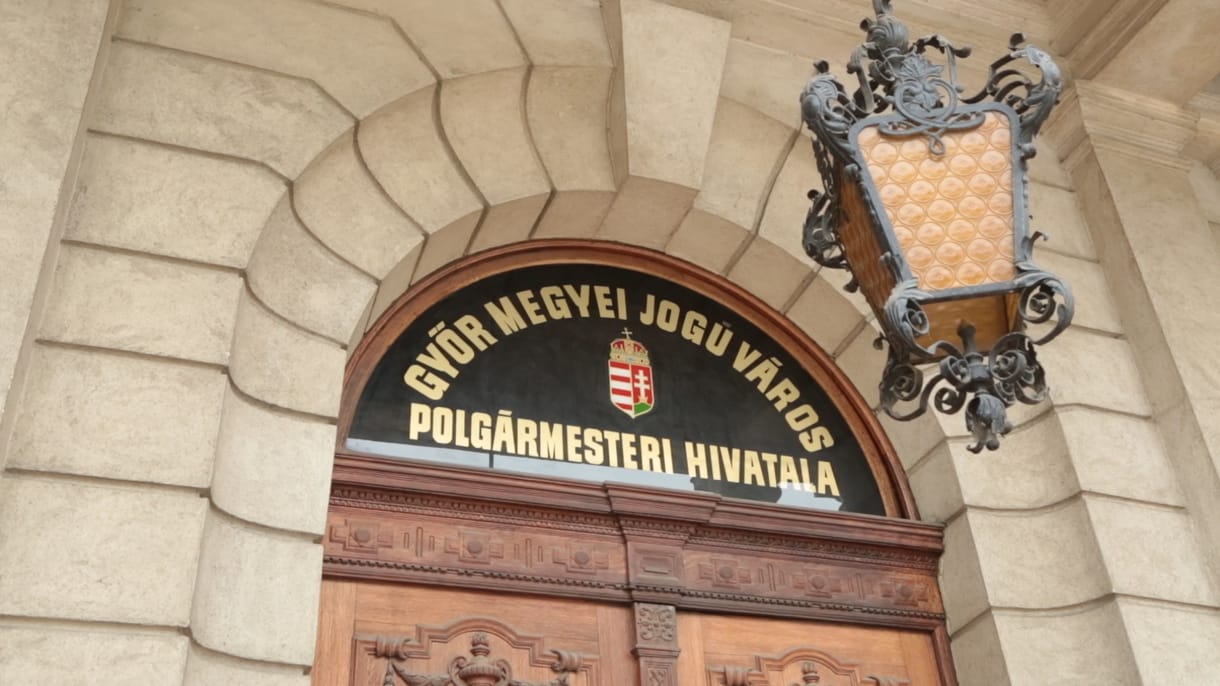 GYŐR MEGYEI JOGÚ VÁROS
POLGÁRMESTERI HIVATALA